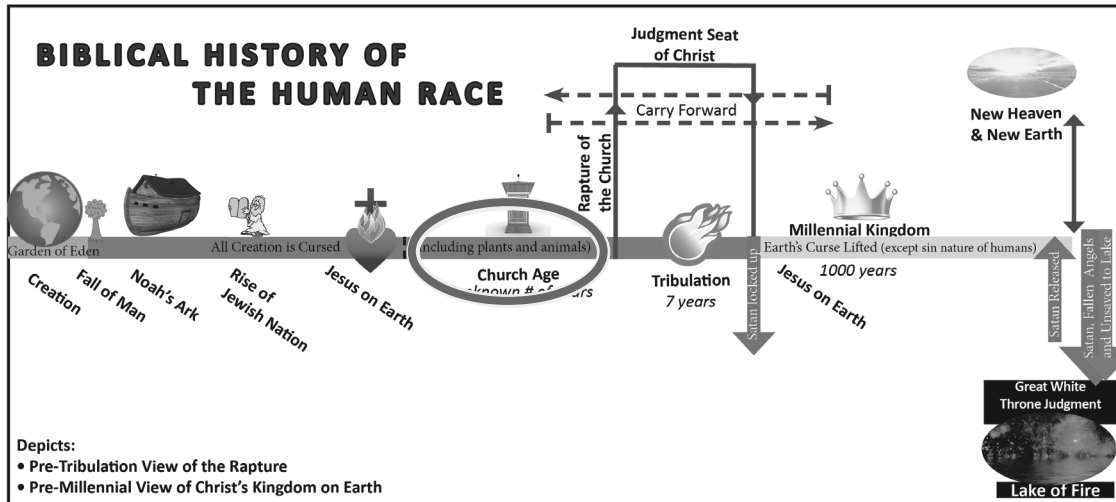 BIBLICAL HISTORY OF
THE HUMAN RACE
Judgment Seat
of Christ
Carry Forward
Rapture of
the Church
New Heaven
& New Earth
Garden of Eden
All Creation is Cursed
(including plants and animals)
Millennial Kingdom
Earth's Curse Lifted (except sin nature of humans)
1000 years
Creation
Fall of Man
Noah's Ark
Rise of
Jewish Nation
Jesus on Earth
Church Age
# of
Tribulation
7 years
Satan locked up
Jesus on Earth
Satan Released
Satan, Fallen Angels
and Unsaved to Lake
Great White
Throne Judgment
Lake of Fire
Depicts:
• Pre-Tribulation View of the Rapture
• Pre-Millennial View of Christ's Kingdom on Earth